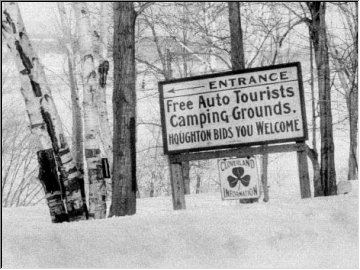 ENTRANCE
Free Auto Tourists
Camping Grounds.
HOUGHTON BIDS YOU WELCOME
CLOVERLAND
INFORMATION